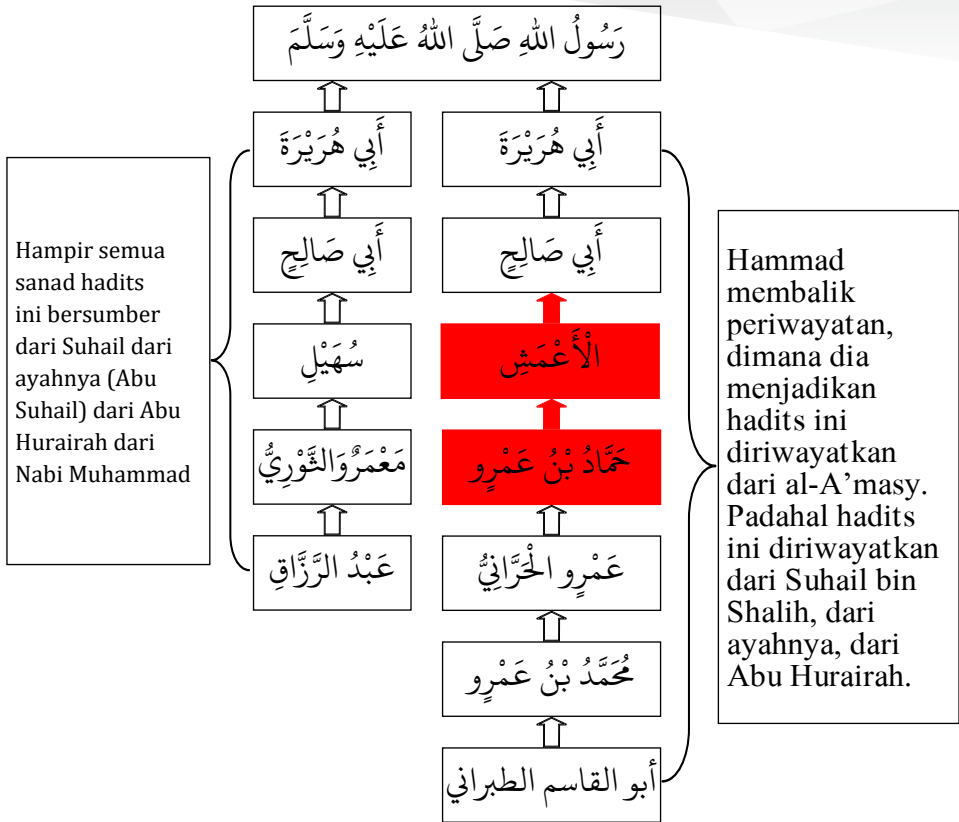 رَسُولُ اللهِ صَلَّى اللهُ عَلَيْهِ وَسَلَّمَ
أَبِي هُرَيْرَةَ
أَبِي صَالِحٍ
سُهَيْلِ
مَعْمَرٌوَالثَّوْرِيُّ
عَبْدُ الرَّزَّاقِ
أَبِي هُرَيْرَةَ
أَبِي صَالِحٍ
الْأَعْمَشِ
حَمَّادُ بْنُ عَمْرٍو
عَمْرٍو الْحَرَّانِيُّ
مُحَمَّدُ بْنُ عَمْرٍو
أبو القاسم الطبراني
Hampir semua
sanad hadits
ini bersumber
dari Suhail dari
ayahnya (Abu
Suhail) dari Abu
Hurairah dari
Nabi Muhammad
Hammad
membalik
periwayatan,
dimana dia
menjadikan
hadits ini
diriwayatkan
dari al-A’masy.
Padahal hadits
ini diriwayatkan
dari Suhail bin
Shalih, dari
ayahnya, dari
Abu Hurairah.